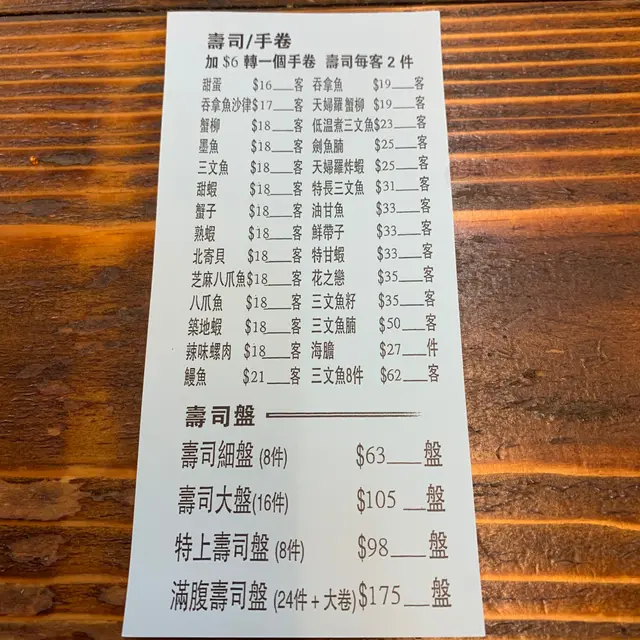 壽司/手卷
加 $6 轉一個手卷 壽司每客 2 件
甜蛋 $16___客 吞拿魚 $19___客
吞拿魚沙律$17___客 天婦羅蟹柳 $19___客
蟹柳 $18___客 低温煮三文魚$23___客
墨魚 $18___客 劍魚腩 $25___客
三文魚 $18___客 天婦羅炸蝦 $25___客
甜蝦 $18___客 特長三文魚 $31___客
蟹子 $18___客 油甘魚 $33___客
熟蝦 $18___客 鮮帶子 $33___客
北寄貝 $18___客 特甘蝦 $33___客
芝麻八爪魚$18___客 花之戀 $35___客
八爪魚 $18___客 三文魚籽 $35___客
築地蝦 $18___客 三文魚腩 $50___客
辣味螺肉 $18___客 海膽 $27___件
鰻魚 $21___客 三文魚8件 $62___客
壽司盤
壽司細盤 (8件) $63___盤
壽司大盤(16件) $105 __盤
特上壽司盤 (8件) $98___盤
滿腹壽司盤 (24件 + 大卷) $175__盤